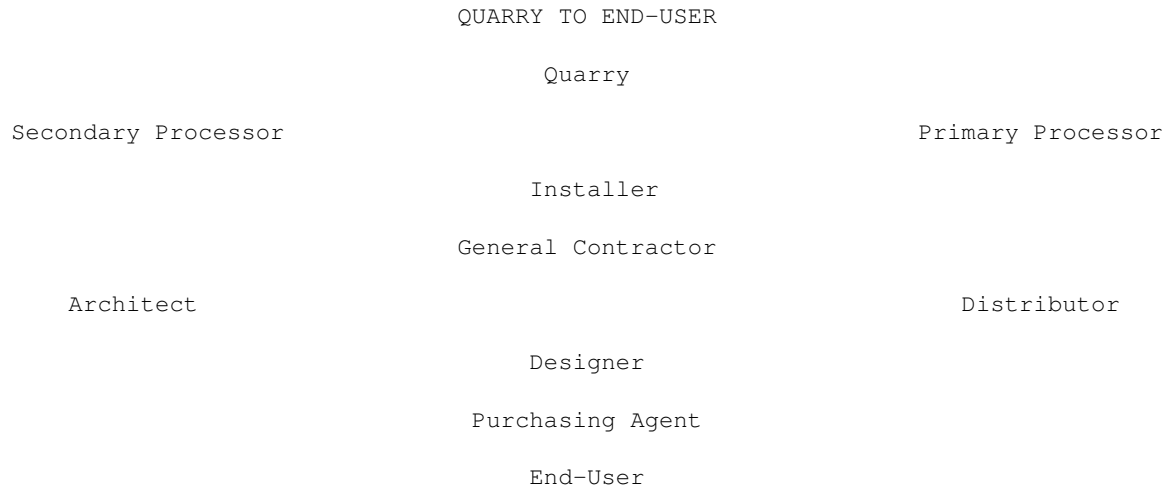 QUARRY TO END-USER
Quarry
Secondary Processor Primary Processor
Installer
General Contractor
Architect Distributor
Designer
Purchasing Agent
End-User